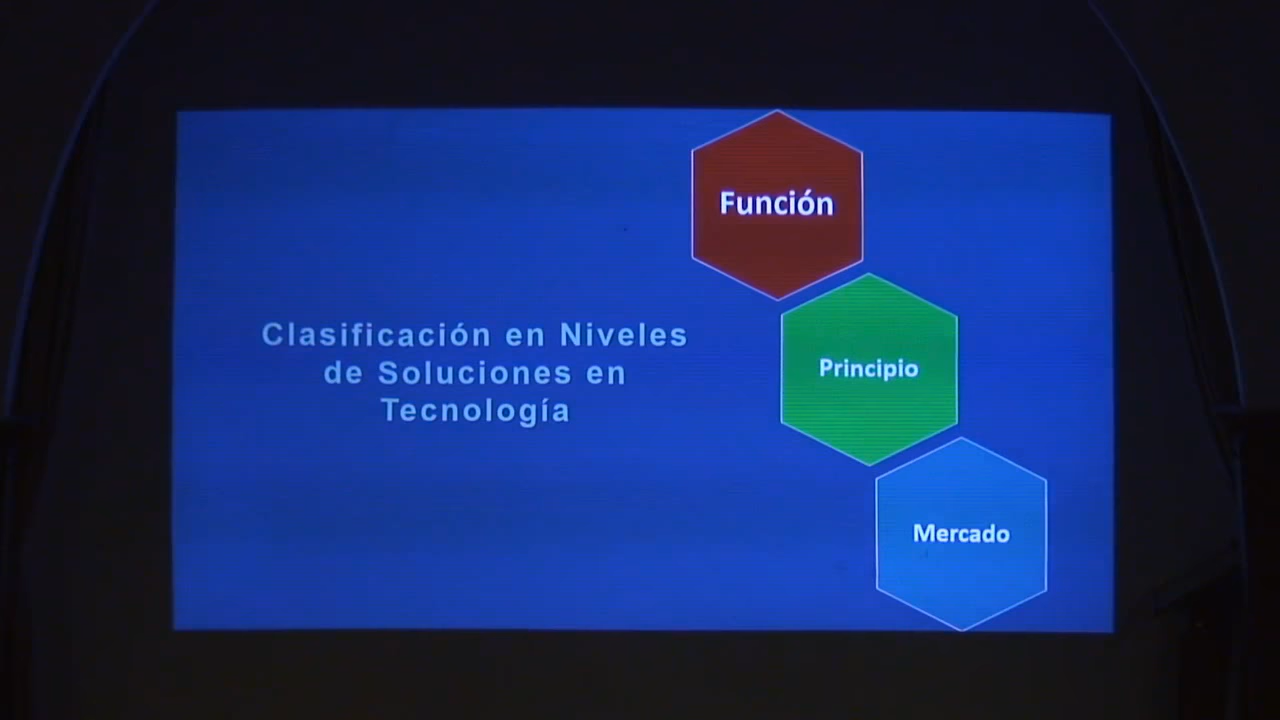 Función
Clasificación en Niveles
de Soluciones en
Tecnología
Principio
Mercado